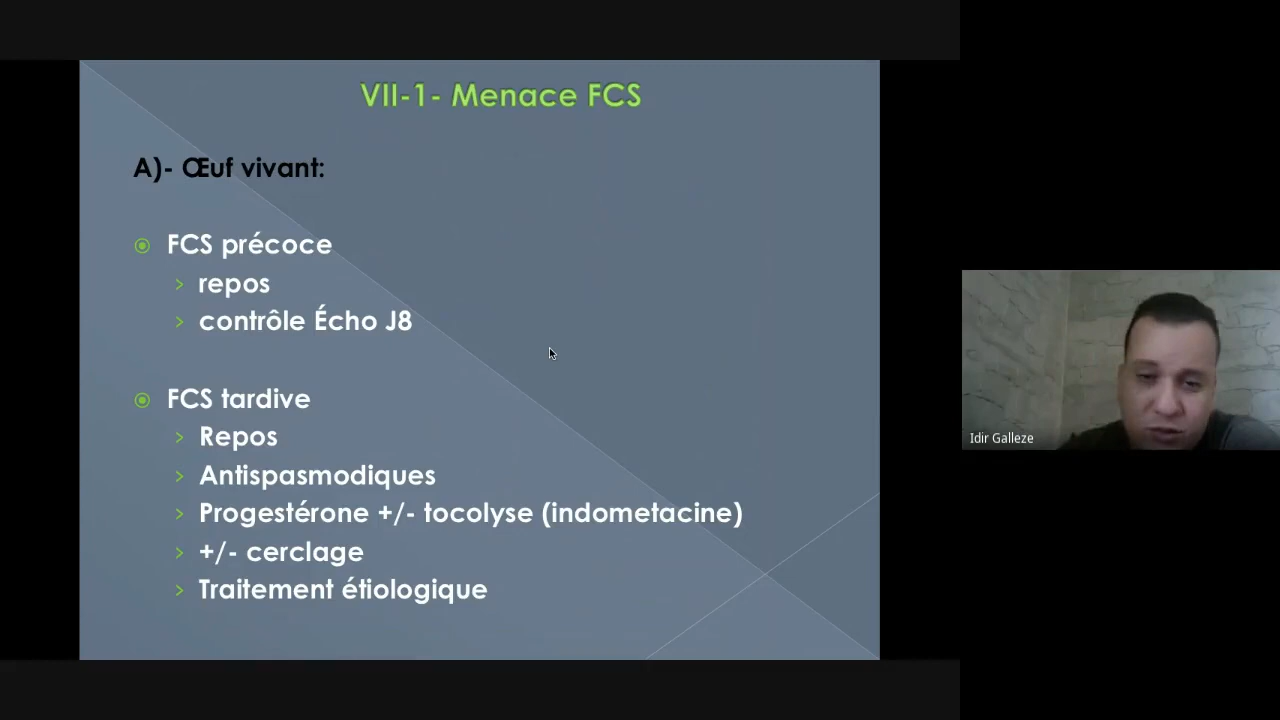 VII-1- Menace FCS
A)- Œuf vivant:
FCS précoce
repos
contrôle Écho J8
FCS tardive
Repos
Antispasmodiques
Progestérone +/- tocolyse (indometacine)
+/- cerclage
Traitement étiologique
Idir Galleze